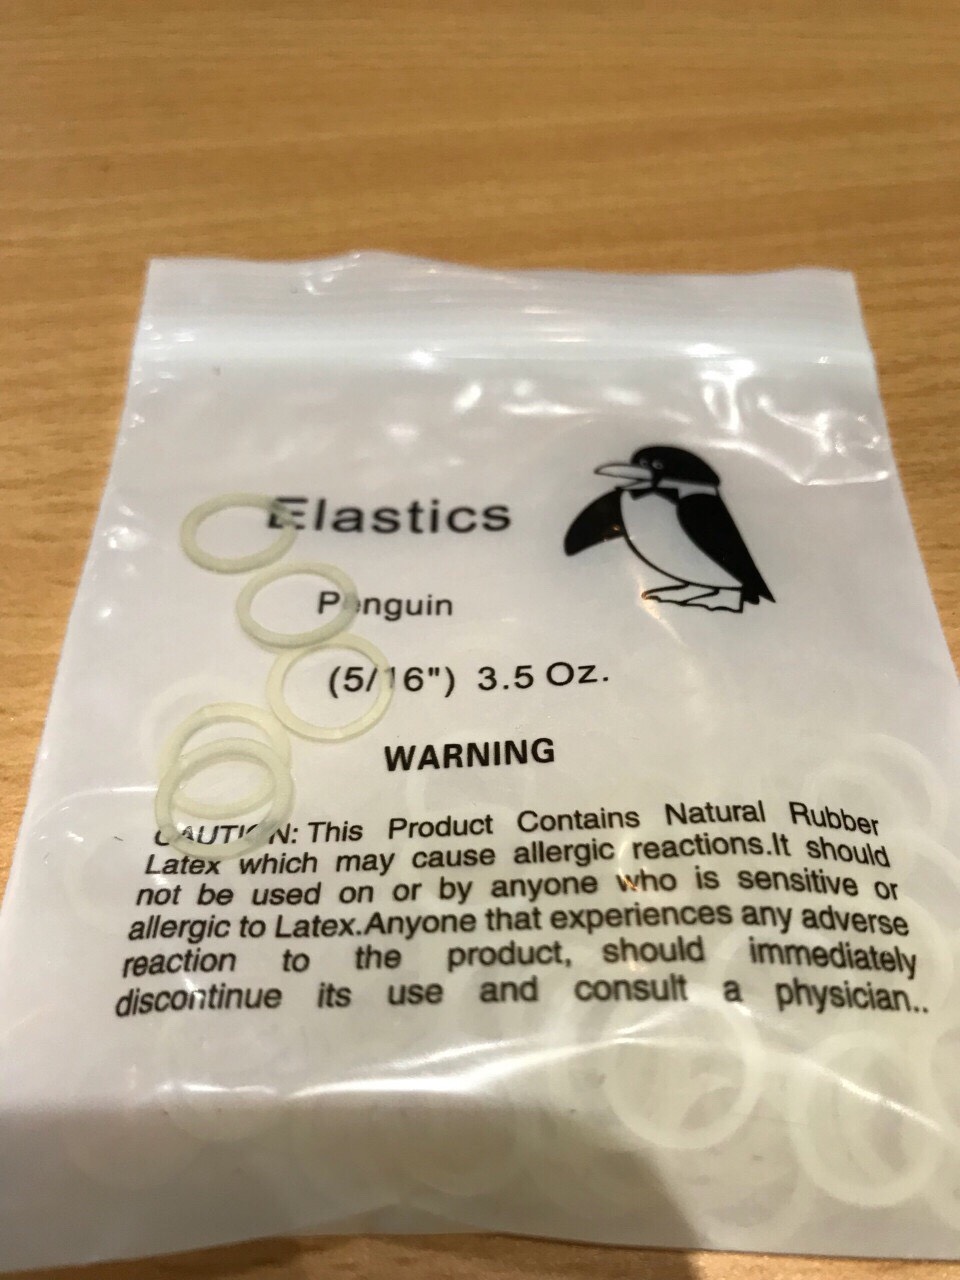 Elastics
Penguin
(5/16") 3.5 Oz.
WARNING
CAUTION: This Product Contains Natural Rubber
Latex which may cause allergic reactions.It should
not be used on or by anyone who is sensitive or
allergic to Latex.Anyone that experiences any adverse
reaction to the product, should immediately
discontinue its use and consult a physician..